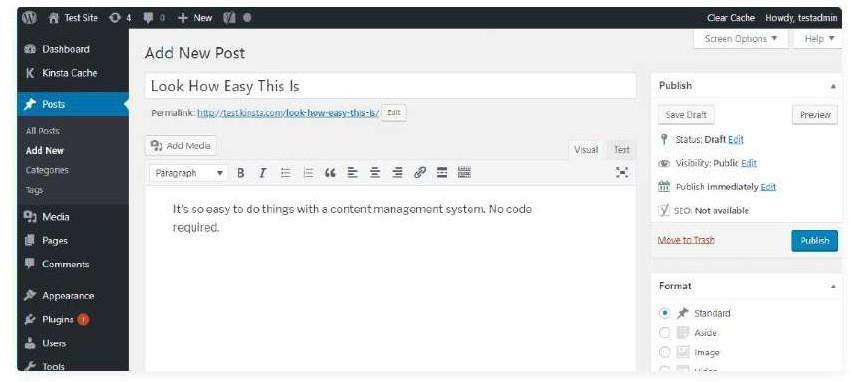 Test Site 4 0 + New Clear Cache Howdy, testadmin
Screen Options ▼ Help ▼
Dashboard
Kinsta Cache
Posts
All Posts
Add New
Categories
Tags
Media
Pages
Comments
Appearance
Plugins 1
Users
Tools
Add New Post
Look How Easy This Is
Permalink: http://test.kinsta.com/look-how-easy-this-is/ Edit
Add Media
Visual Text
Paragraph ▼ B I
It's so easy to do things with a content management system. No code
required.
Publish
Save Draft Preview
Status: Draft Edit
Visibility: Public Edit
Publish immediately Edit
SEO: Not available
Move to Trash Publish
Format
Standard
Aside
Image